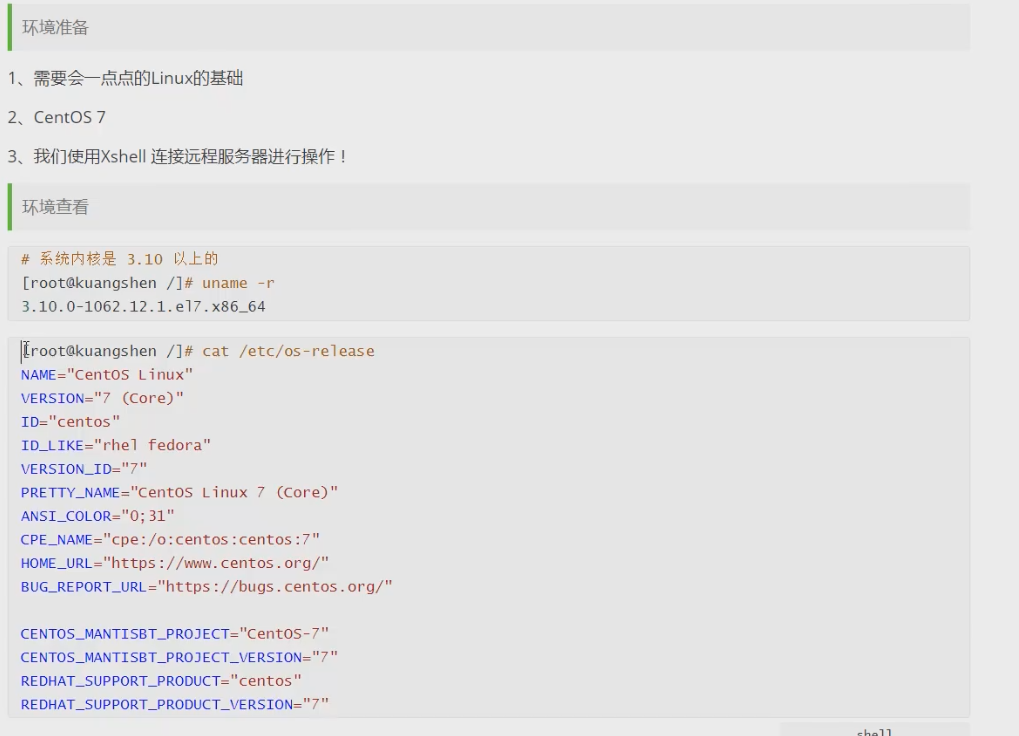 环境准备
1、需要会一点点的Linux的基础
2、CentOS 7
3、我们使用Xshell 连接远程服务器进行操作！
环境查看
# 系统内核是 3.10 以上的
[root@kuangshen /]# uname -r
3.10.0-1062.12.1.el7.x86_64
[root@kuangshen /]# cat /etc/os-release
NAME="CentOS Linux"
VERSION="7 (Core)"
ID="centos"
ID_LIKE="rhel fedora"
VERSION_ID="7"
PRETTY_NAME="CentOS Linux 7 (Core)"
ANSI_COLOR="0;31"
CPE_NAME="cpe:/o:centos:centos:7"
HOME_URL="https://www.centos.org/"
BUG_REPORT_URL="https://bugs.centos.org/"
CENTOS_MANTISBT_PROJECT="CentOS-7"
CENTOS_MANTISBT_PROJECT_VERSION="7"
REDHAT_SUPPORT_PRODUCT="centos"
REDHAT_SUPPORT_PRODUCT_VERSION="7"
shell